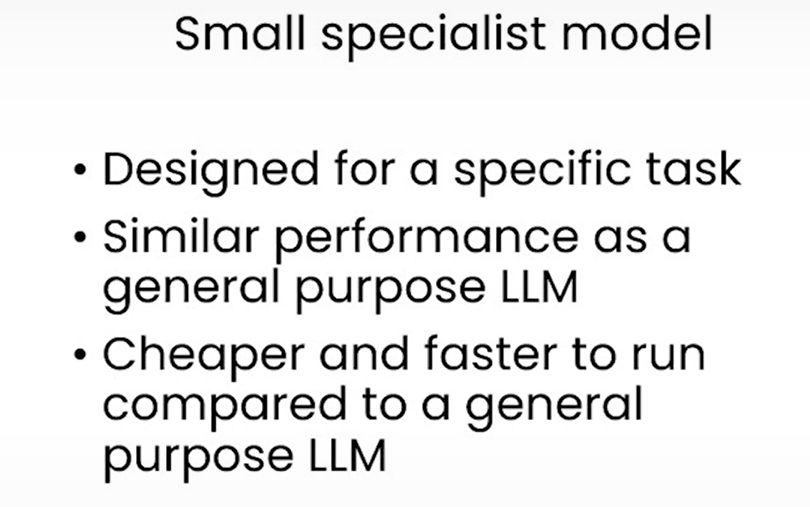 Small specialist model
• Designed for a specific task
• Similar performance as a
general purpose LLM
• Cheaper and faster to run
compared to a general
purpose LLM